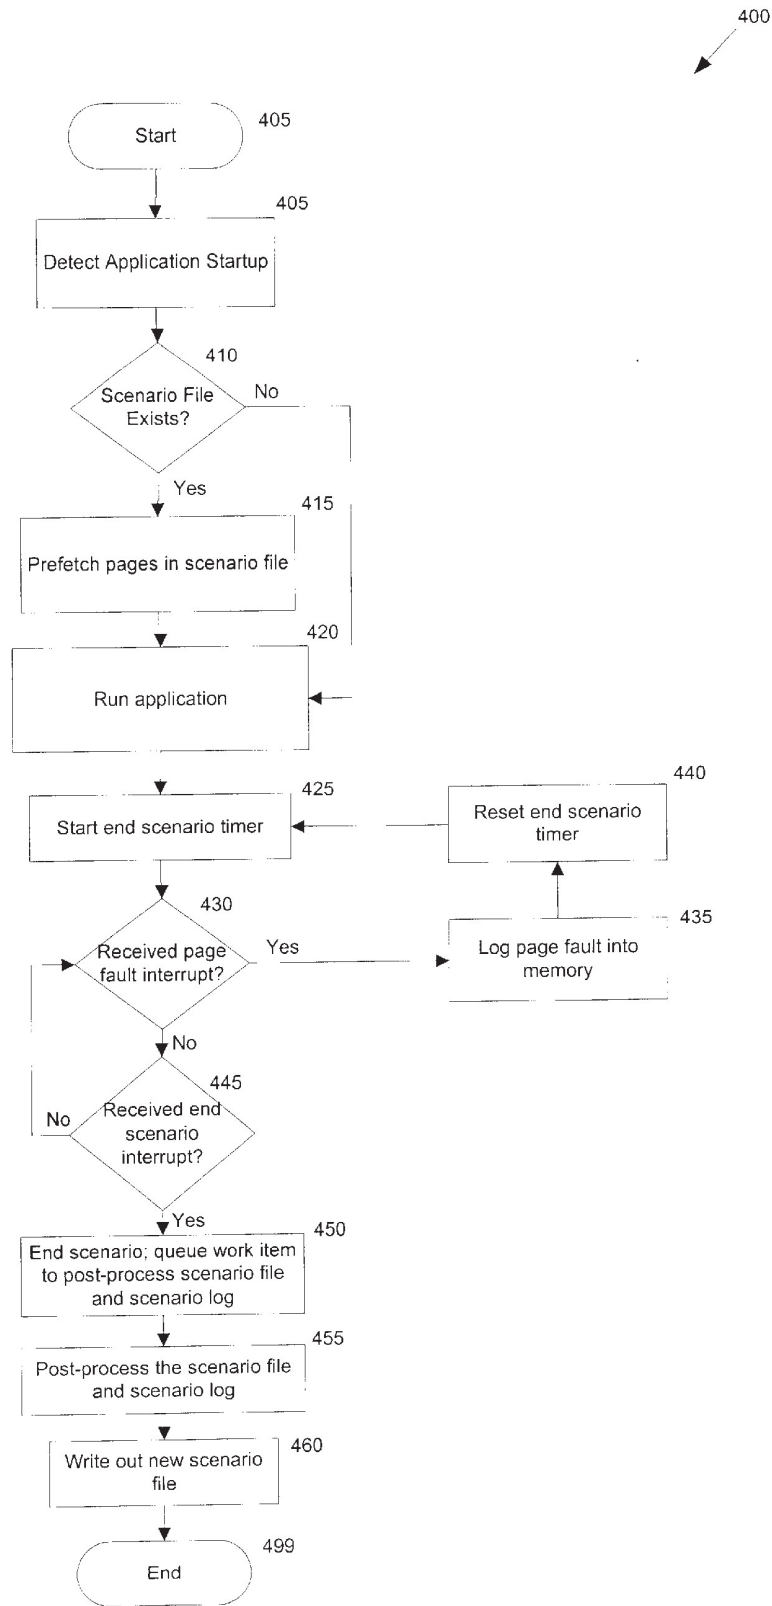 400
405
Start
405
Detect Application Startup
410
Scenario File
Exists?
No
Yes
415
Prefetch pages in scenario file
420
Run application
425
Start end scenario timer
440
Reset end scenario
timer
430
Received page
fault interrupt?
Yes
435
Log page fault into
memory
No
445
Received end
scenario
interrupt?
No
Yes
450
End scenario; queue work item
to post-process scenario file
and scenario log
455
Post-process the scenario file
and scenario log
460
Write out new scenario
file
499
End